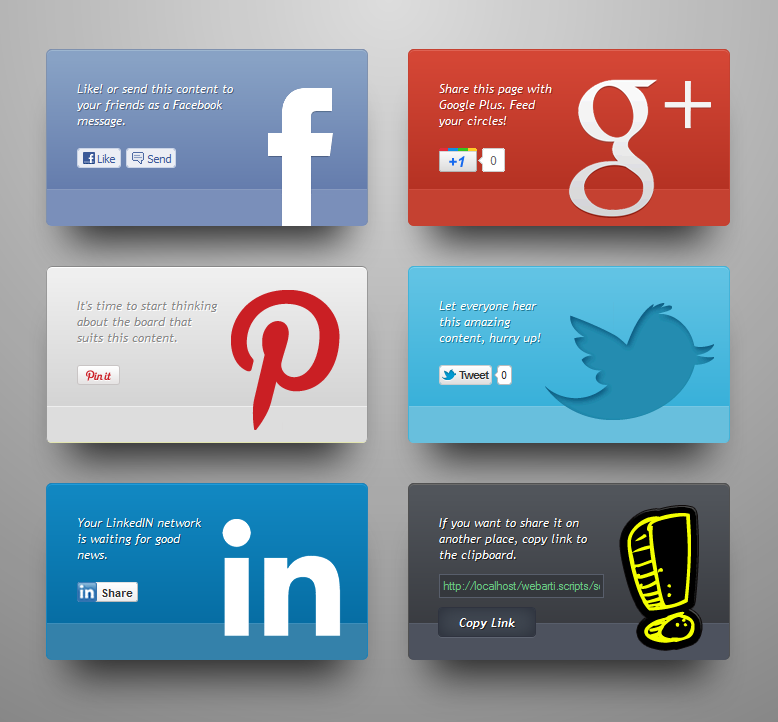 Like! or send this content to
your friends as a Facebook
message.
f Like
Send
f
Share this page with
Google Plus. Feed
your circles!
+1
0
g+
It's time to start thinking
about the board that
suits this content.
Pin it
P
Let everyone hear
this amazing
content, hurry up!
Tweet
0
Your LinkedIN network
is waiting for good
news.
in Share
in
If you want to share it on
another place, copy link to
the clipboard.
http://localhost/webarti.scripts/s
Copy Link
!